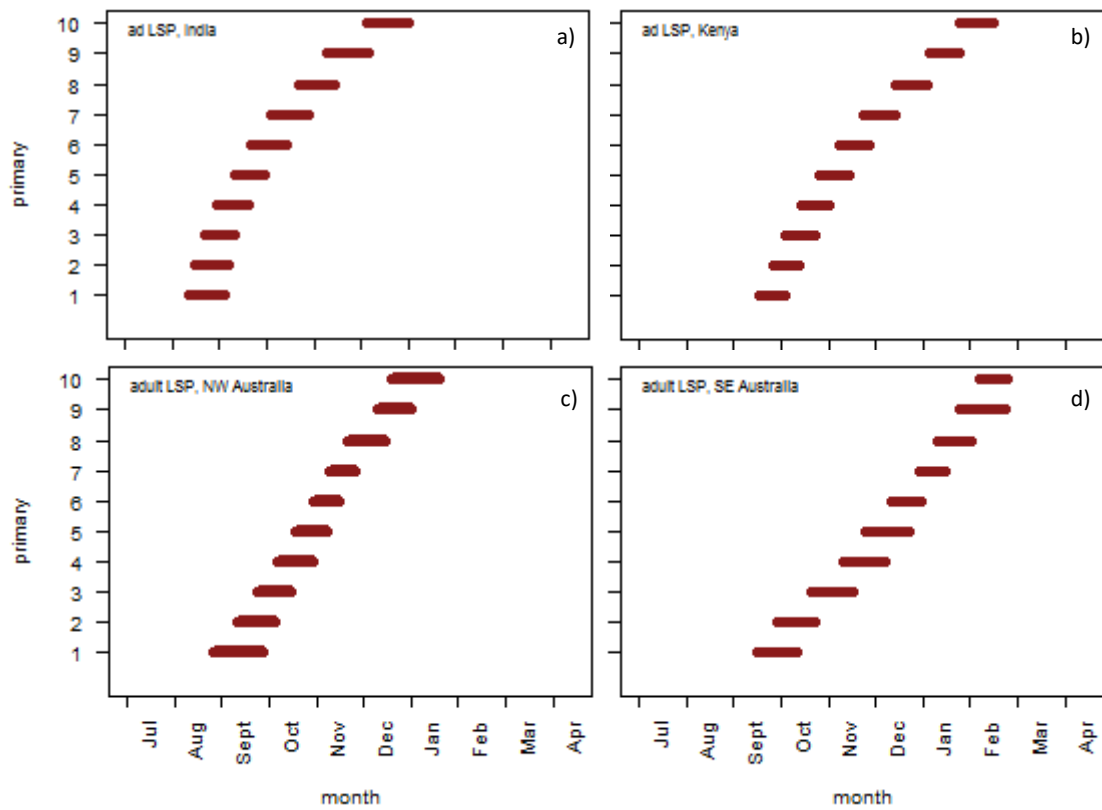 ad LSP, India
a)
10
9
8
7
6
5
4
3
2
1
primary
ad LSP, Kenya
b)
adult LSP, NW Australia
c)
10
9
8
7
6
5
4
3
2
1
primary
Jul
Aug
Sept
Oct
Nov
Dec
Jan
Feb
Apr
month
adult LSP, SE Australia
d)
Jul
Aug
Sept
Oct
Nov
Dec
Jan
Feb
Apr
month